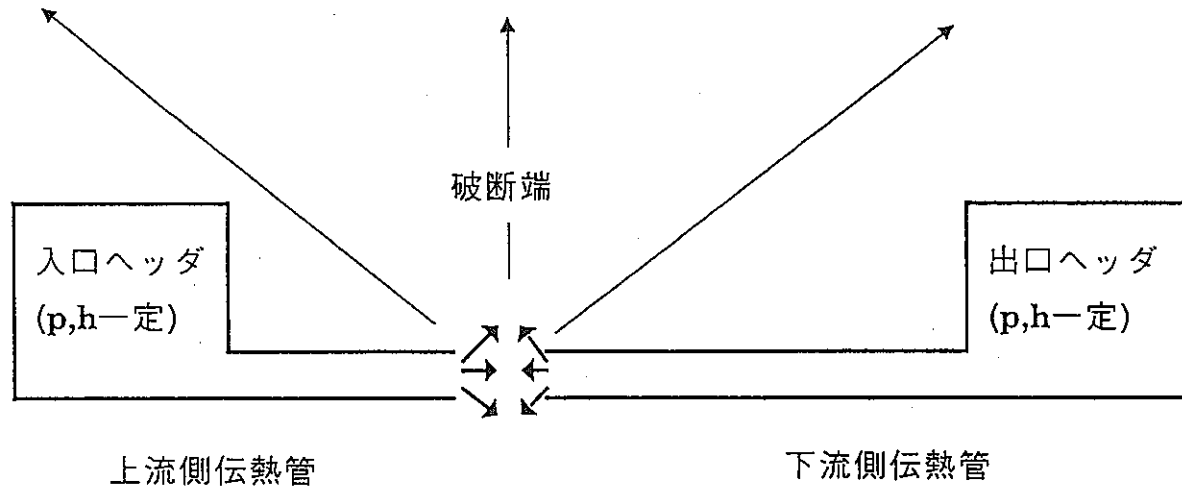 破断端
入口ヘッダ
(p,h一定)
出口ヘッダ
(p,h一定)
上流側伝熱管
下流側伝熱管